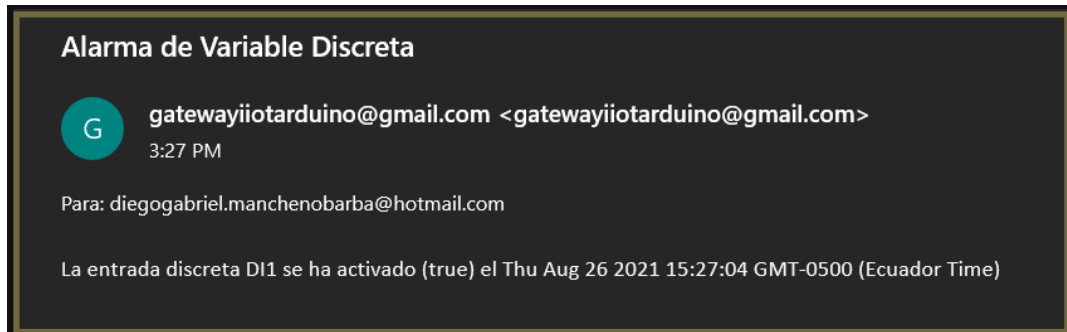 Alarma de Variable Discreta
G
gatewayiiotarduino@gmail.com <gatewayiiotarduino@gmail.com>
3:27 PM
Para: diegogabriel.manchenobarba@hotmail.com
La entrada discreta DI1 se ha activado (true) el Thu Aug 26 2021 15:27:04 GMT-0500 (Ecuador Time)